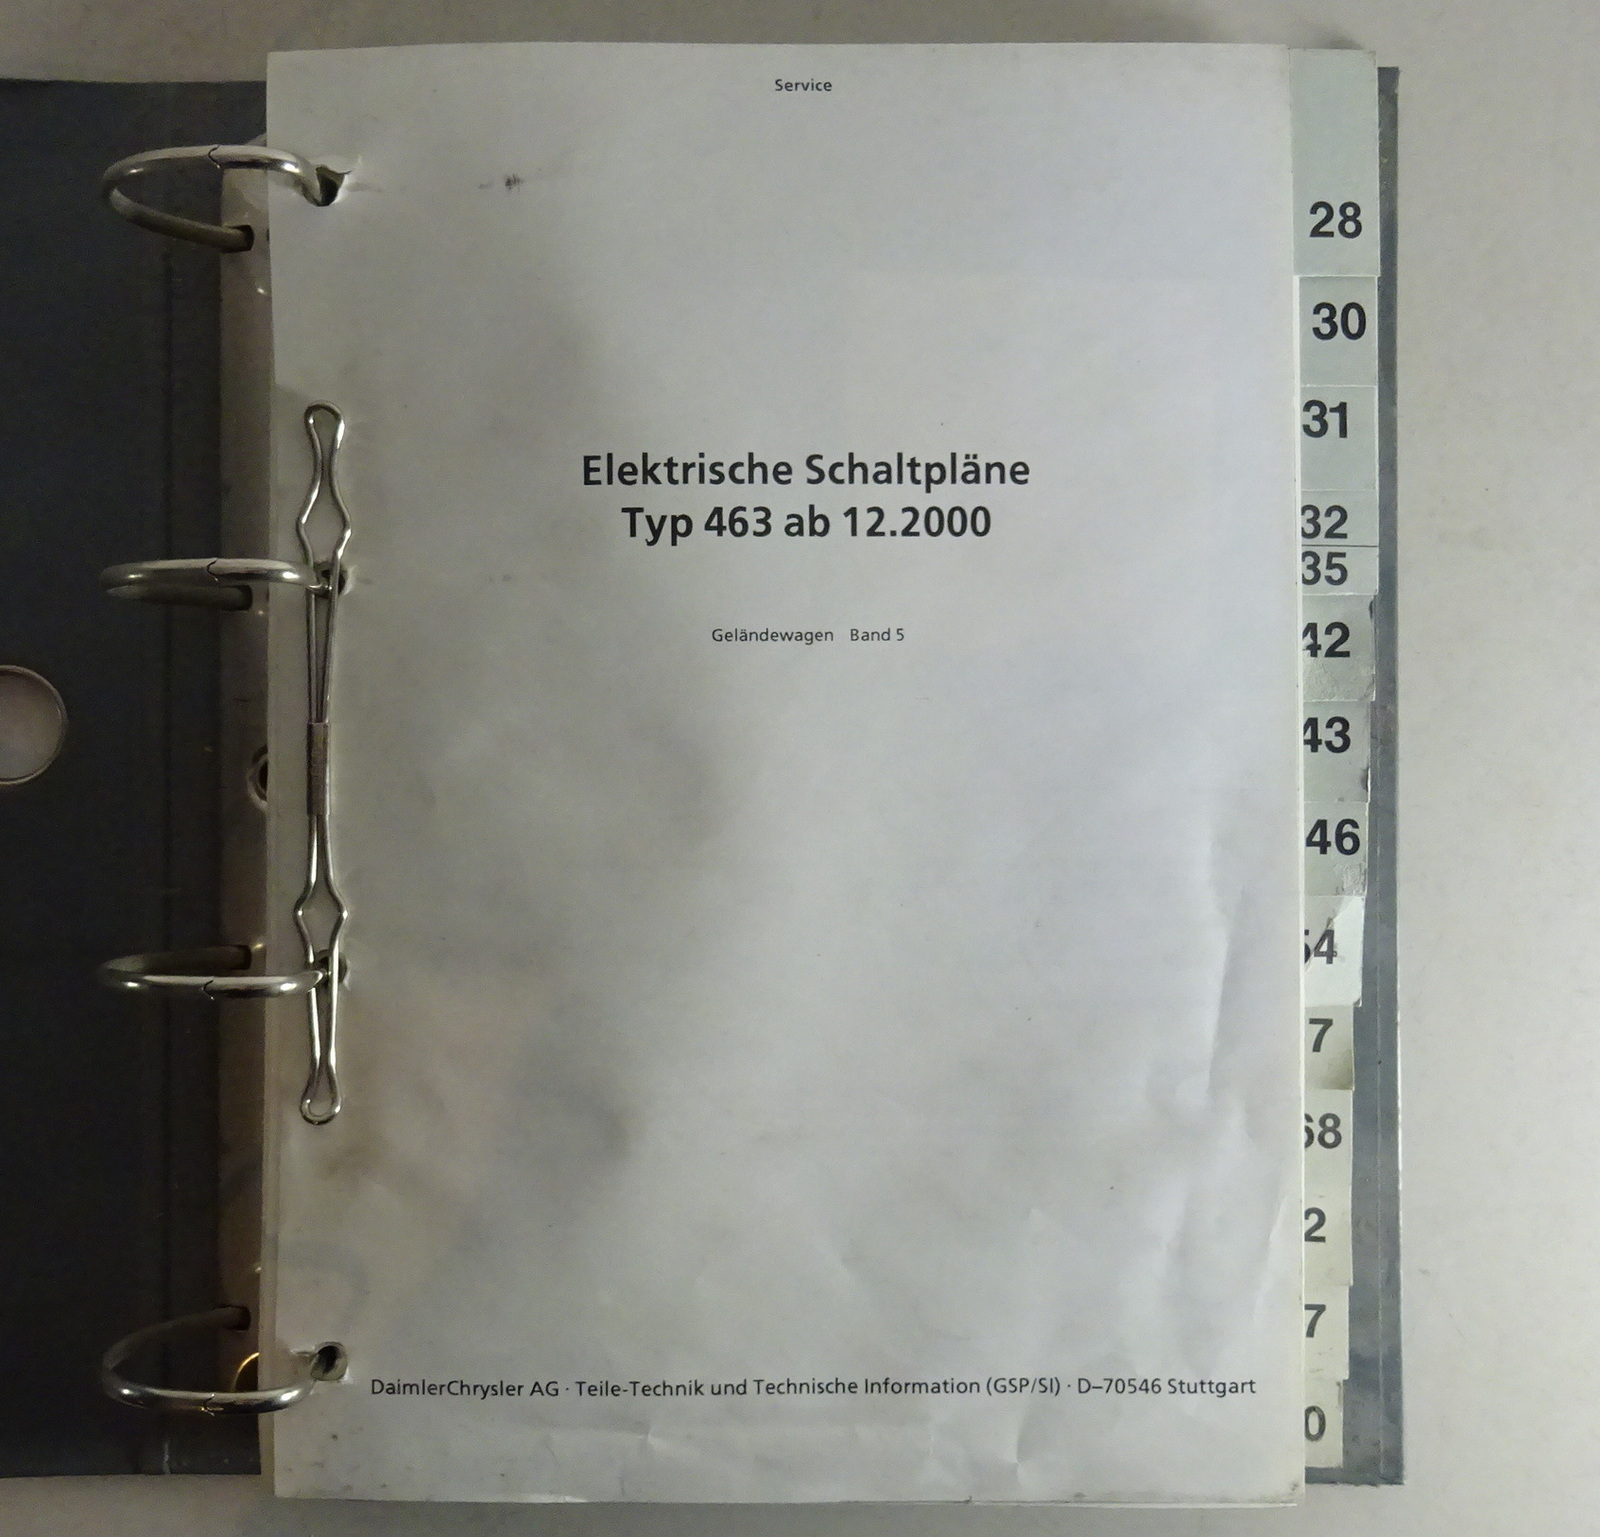 Service
Elektrische Schaltpläne
Typ 463 ab 12.2000
Geländewagen Band 5
DaimlerChrysler AG · Teile-Technik und Technische Information (GSP/SI) · D–70546 Stuttgart
28
30
31
32
35
42
43
46